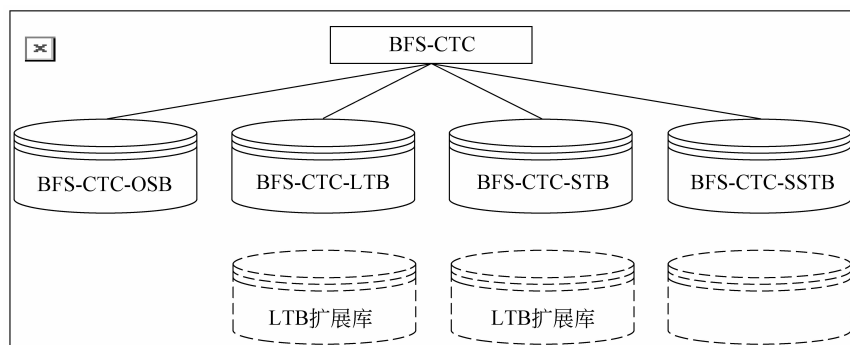 BFS-CTC
BFS-CTC-OSB
BFS-CTC-LTB
BFS-CTC-STB
BFS-CTC-SSTB
LTB扩展库
LTB扩展库